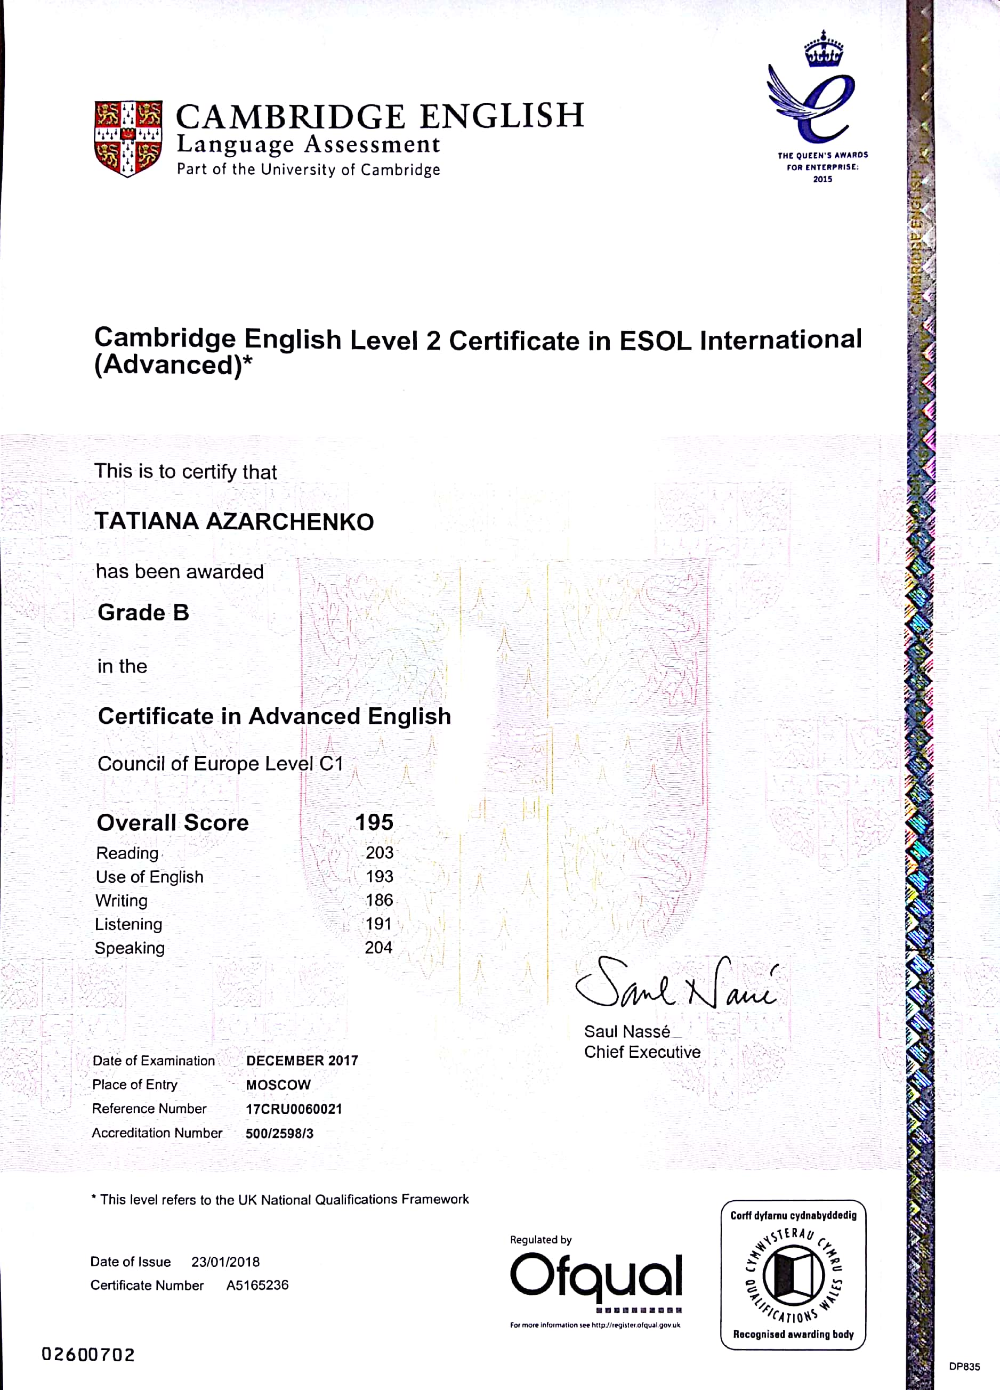 CAMBRIDGE ENGLISH
Language Assessment
Part of the University of Cambridge
THE QUEEN'S AWARDS
FOR ENTERPRISE:
2015
CAMBRIDGE ENGLISH
Cambridge English Level 2 Certificate in ESOL International
(Advanced)*
This is to certify that
TATIANA AZARCHENKO
has been awarded
Grade B
in the
Certificate in Advanced English
Council of Europe Level C1
Overall Score 195
Reading 203
Use of English 193
Writing 186
Listening 191
Speaking 204
Saul Nassé
Saul Nassé
Chief Executive
Date of Examination DECEMBER 2017
Place of Entry MOSCOW
Reference Number 17CRU0060021
Accreditation Number 500/2598/3
* This level refers to the UK National Qualifications Framework
Date of Issue 23/01/2018
Certificate Number A5165236
Regulated by
Ofqual
For more information see http://register.ofqual.gov.uk
Corff dyfarnu cydnabyddedig
CYMWYSTERAU CYMRU
QUALIFICATIONS WALES
Recognised awarding body
02600702
DP835